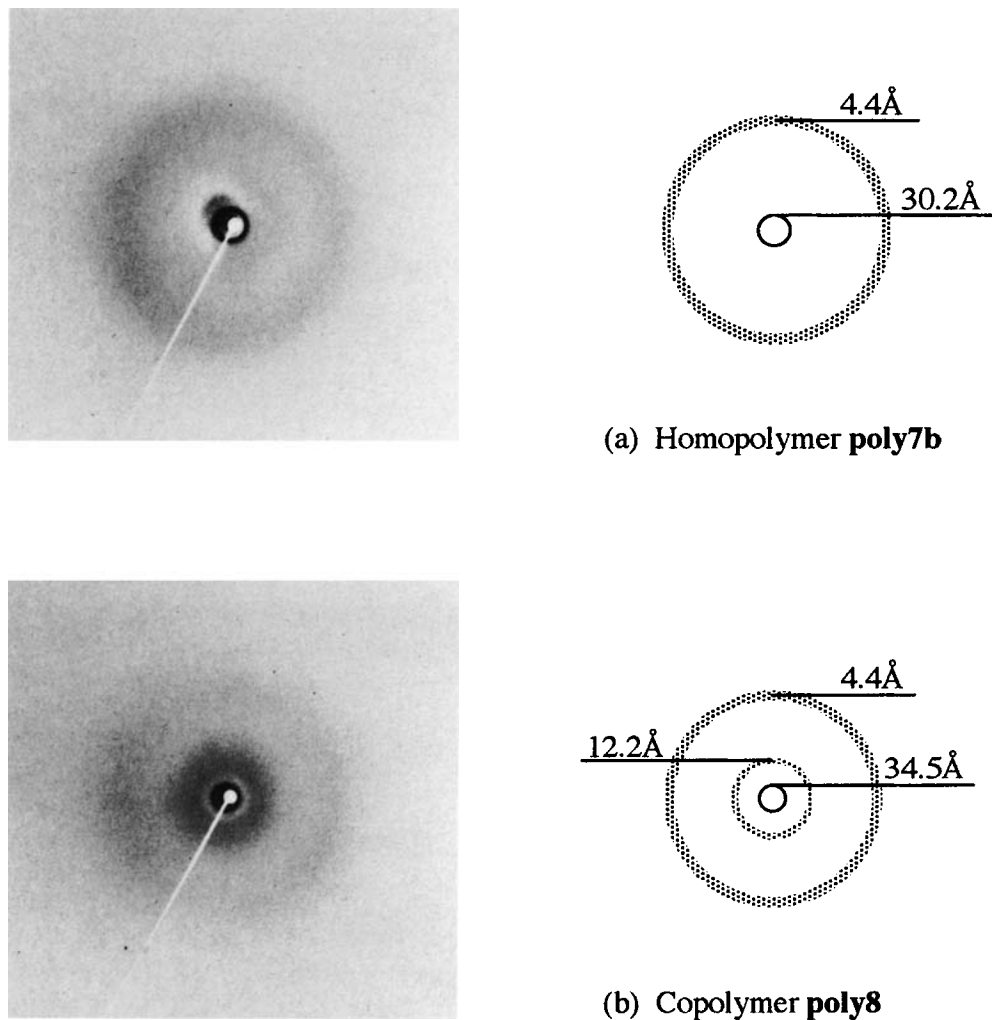 4.4Å
30.2Å
(a) Homopolymer poly7b
4.4Å
12.2Å
34.5Å
(b) Copolymer poly8